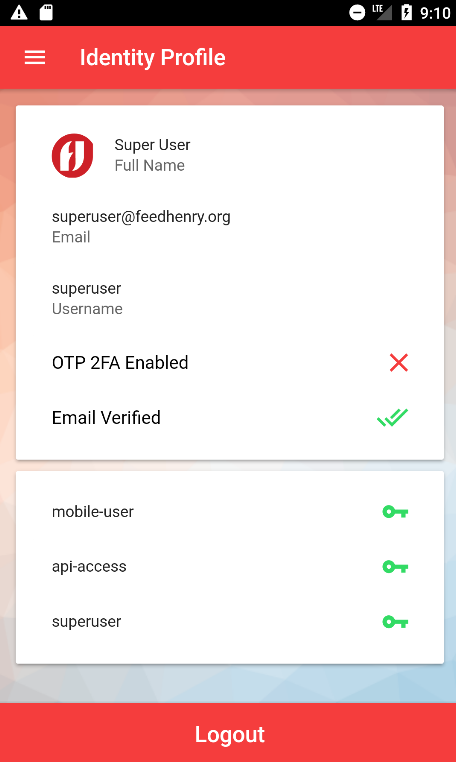 LTE 9:10
Identity Profile
Super User
Full Name
superuser@feedhenry.org
Email
superuser
Username
OTP 2FA Enabled
Email Verified
mobile-user
api-access
superuser
Logout